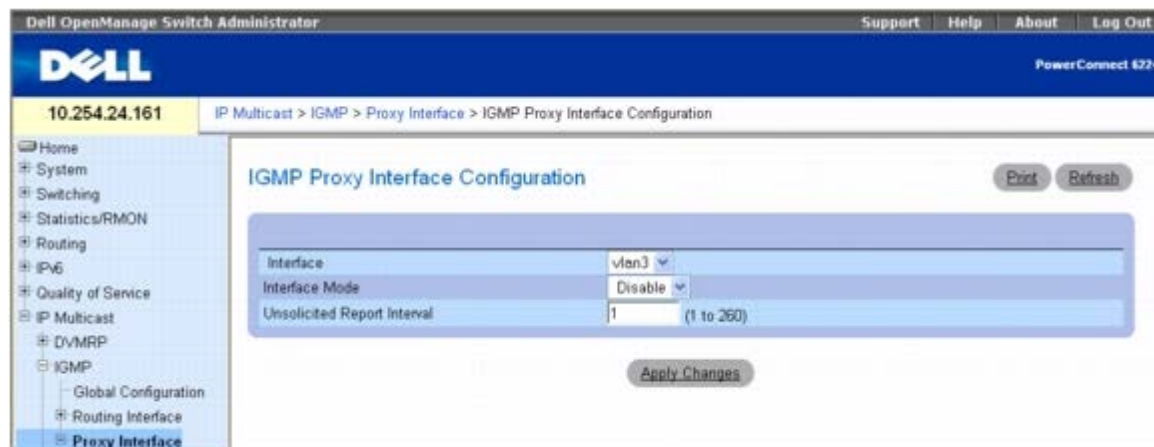 Dell OpenManage Switch Administrator Support Help About Log Out
DELL
PowerConnect 622
10.254.24.161
IP Multicast > IGMP > Proxy Interface > IGMP Proxy Interface Configuration
Home
System
Switching
Statistics/RMON
Routing
IPv6
Quality of Service
IP Multicast
DVMRP
IGMP
Global Configuration
Routing Interface
Proxy Interface
IGMP Proxy Interface Configuration
Print Refresh
Interface vlan3
Interface Mode Disable
Unsolicited Report Interval 1 (1 to 260)
Apply Changes